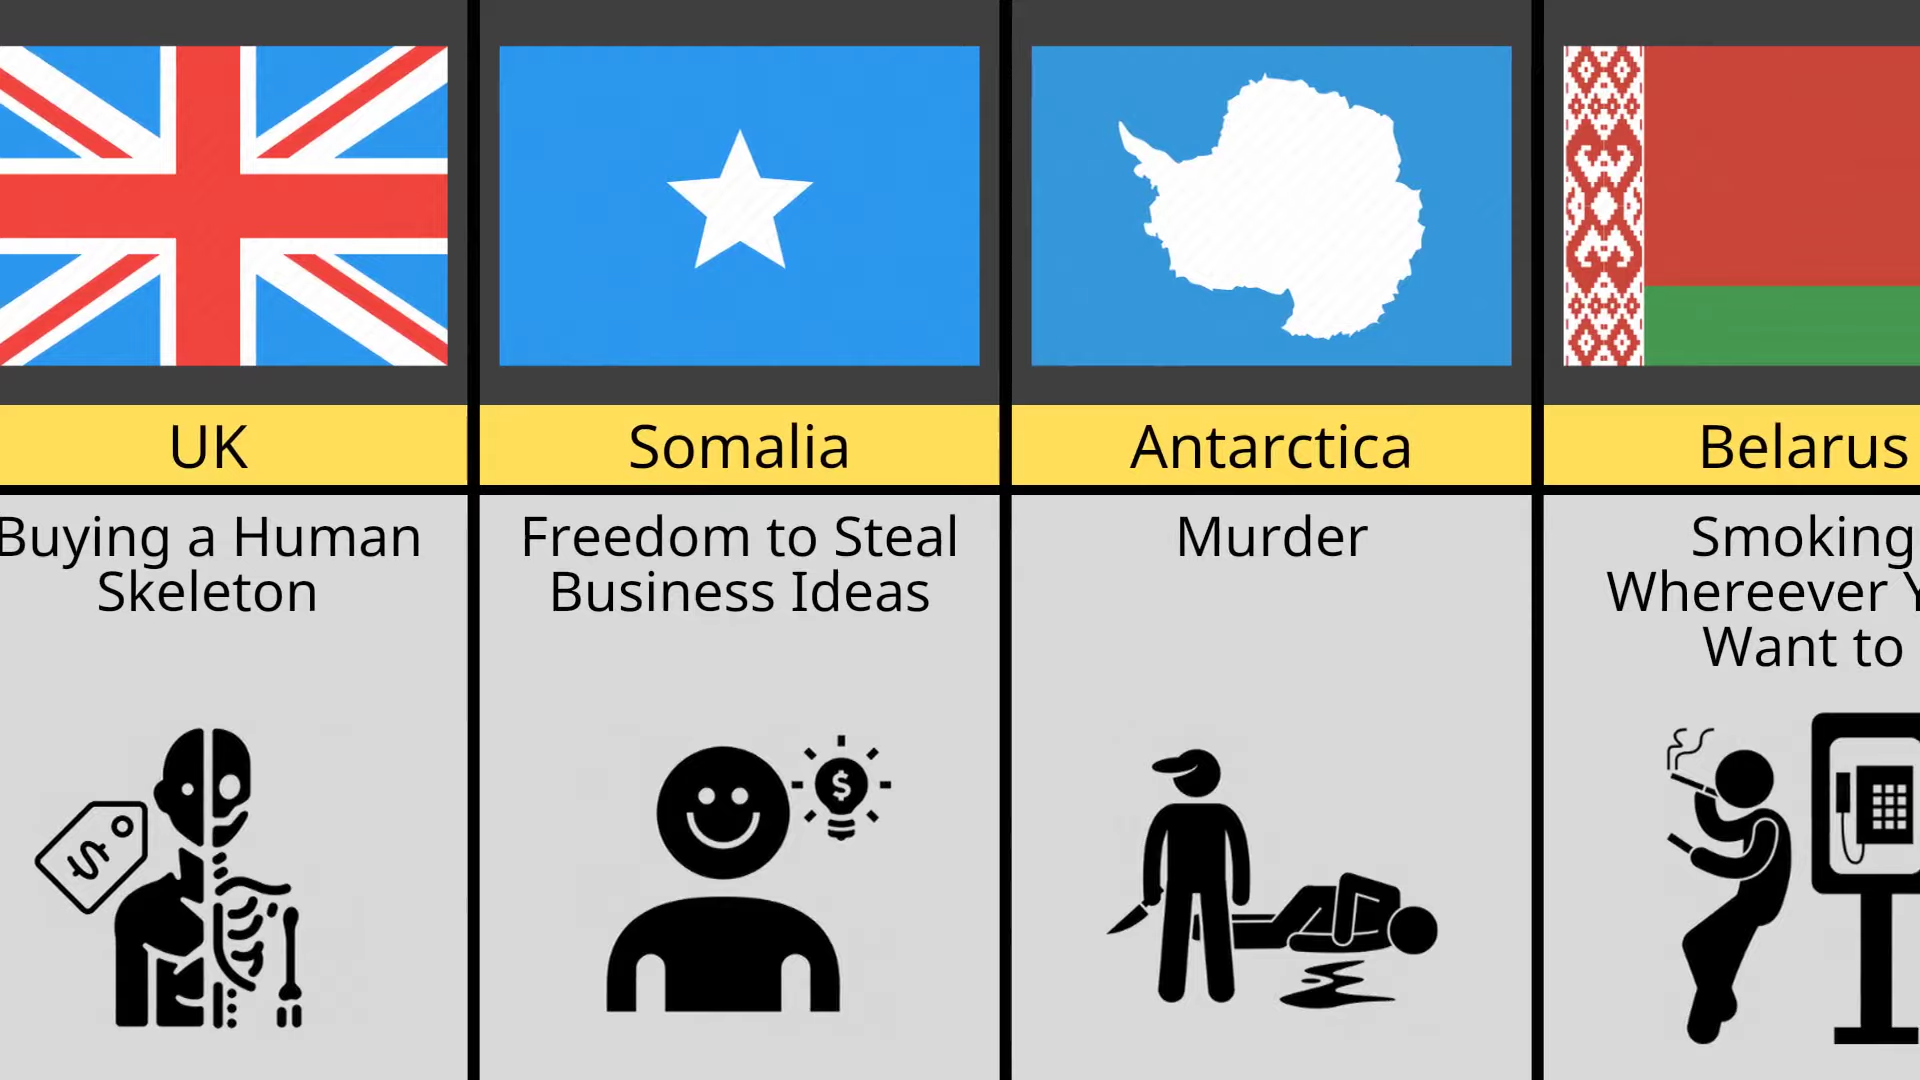 UK
Buying a Human
Skeleton
$
Somalia
Freedom to Steal
Business Ideas
$
Antarctica
Murder
Belarus
Smoking
Whereever Y
Want to